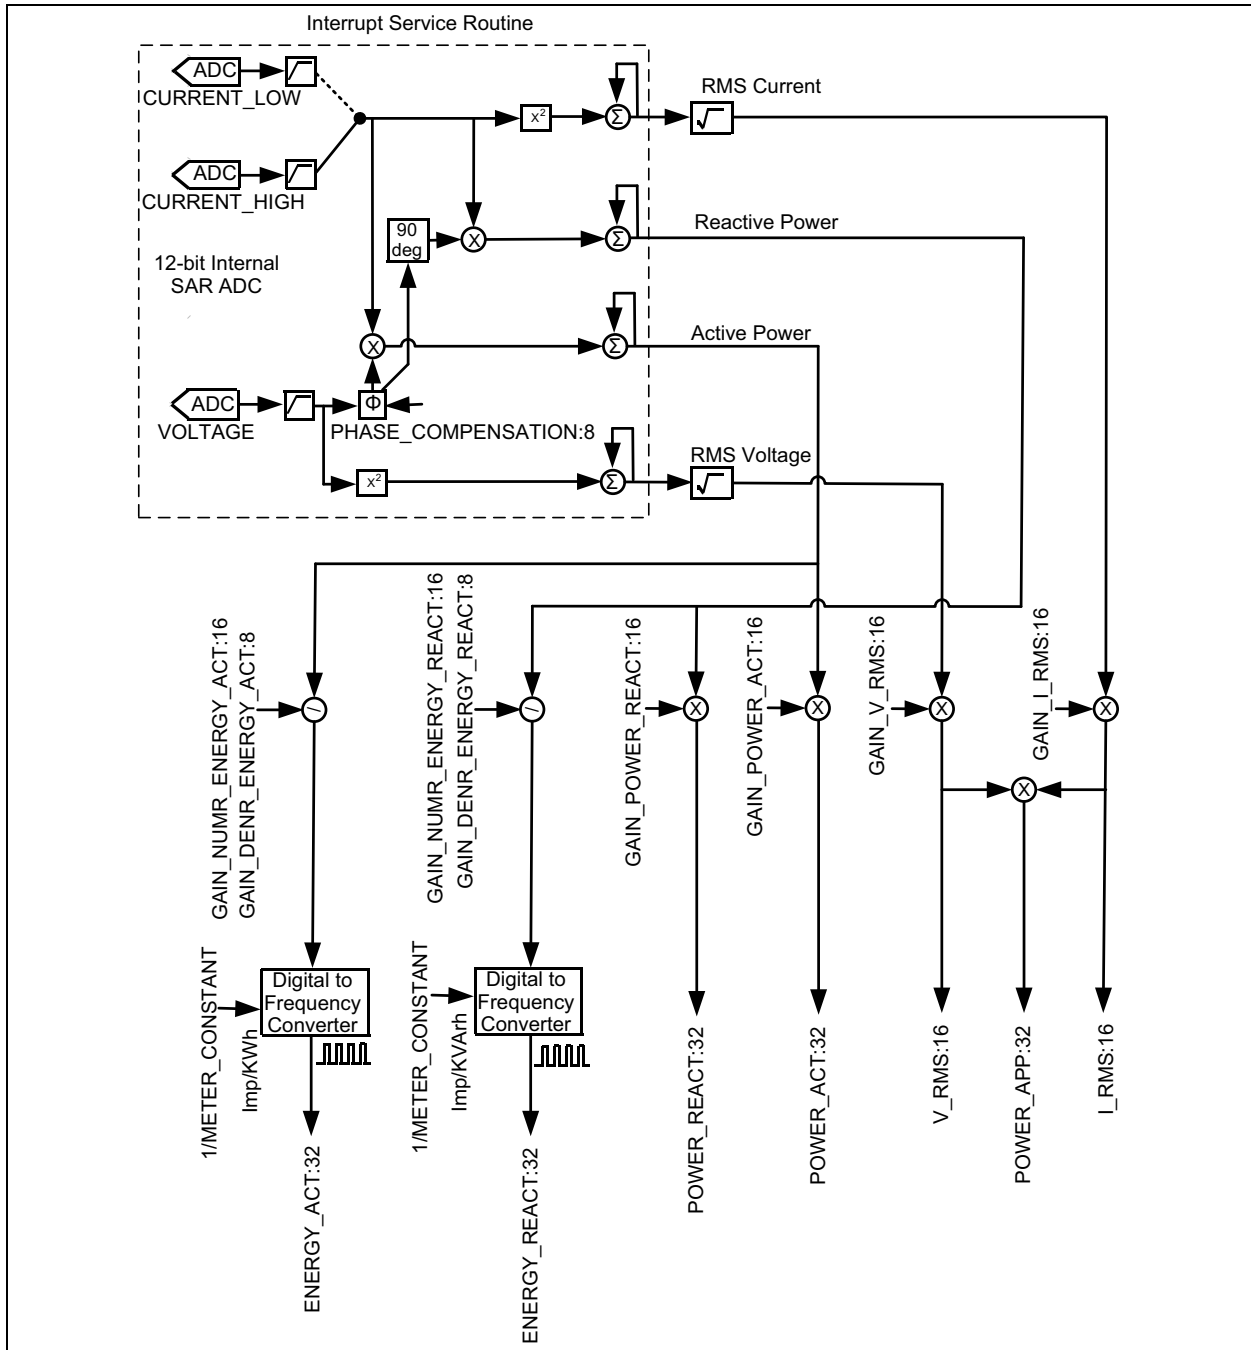 Interrupt Service Routine
ADC
CURRENT_LOW
RMS Current
x²
Σ
ADC
CURRENT_HIGH
90
deg
X
Σ
Reactive Power
12-bit Internal
SAR ADC
X
Σ
Active Power
ADC
VOLTAGE
Φ
PHASE_COMPENSATION:8
x²
Σ
RMS Voltage
GAIN_NUMR_ENERGY_ACT:16
GAIN_DENR_ENERGY_ACT:8
/
GAIN_NUMR_ENERGY_REACT:16
GAIN_DENR_ENERGY_REACT:8
/
GAIN_POWER_REACT:16
X
GAIN_POWER_ACT:16
X
GAIN_V_RMS:16
X
GAIN_I_RMS:16
X
X
1/METER_CONSTANT
Imp/KWh
Digital to
Frequency
Converter
1/METER_CONSTANT
Imp/KVArh
Digital to
Frequency
Converter
ENERGY_ACT:32
ENERGY_REACT:32
POWER_REACT:32
POWER_ACT:32
V_RMS:16
POWER_APP:32
I_RMS:16